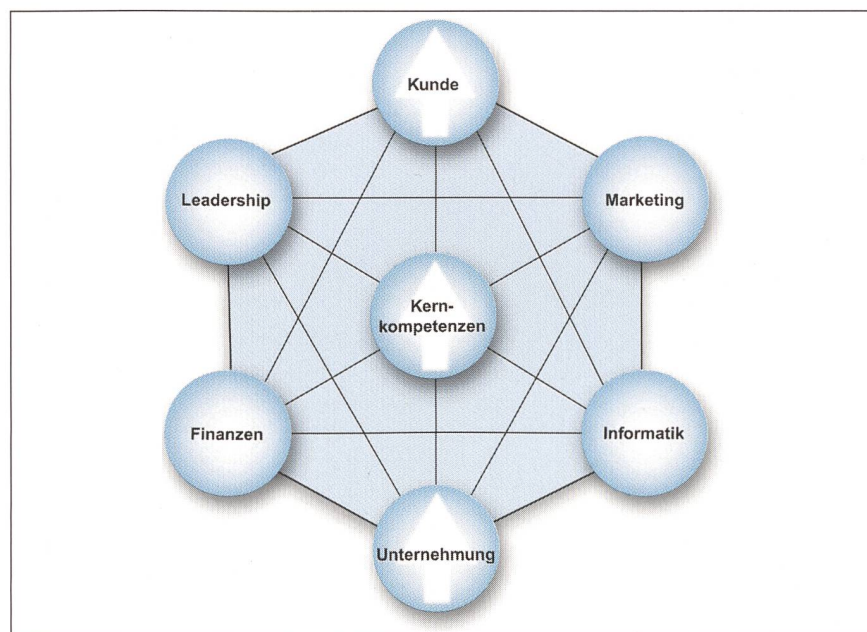 Kunde
Leadership
Marketing
Kern-
kompetenzen
Finanzen
Informatik
Unternehmung